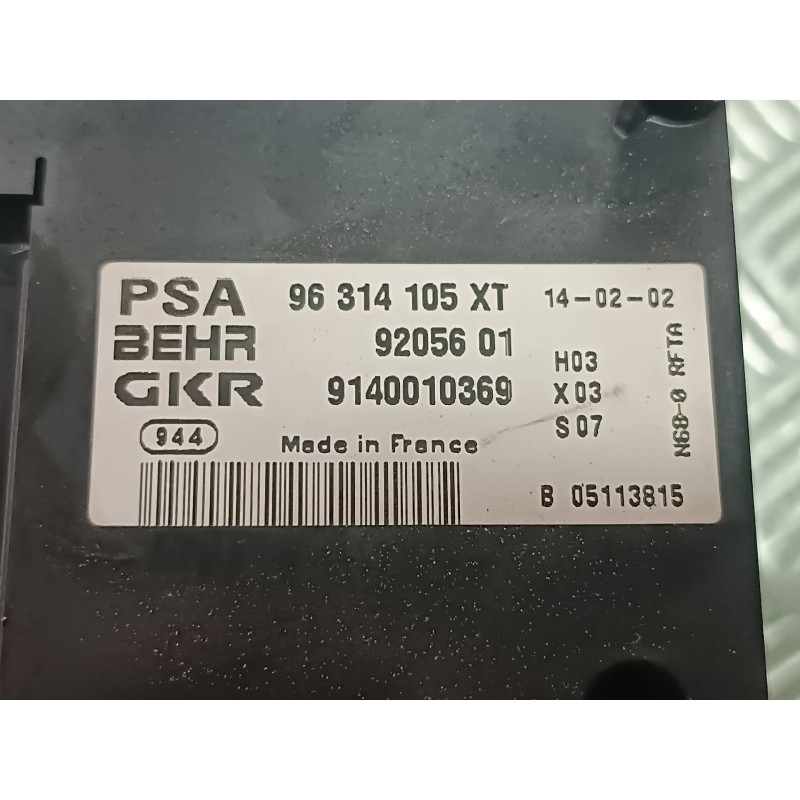 PSA 96 314 105 XT 14-02-02
BEHR 92056 01 H03
GKR 9140010369 X03
S07
944 Made in France
B 05113815
N68-0 RFTA